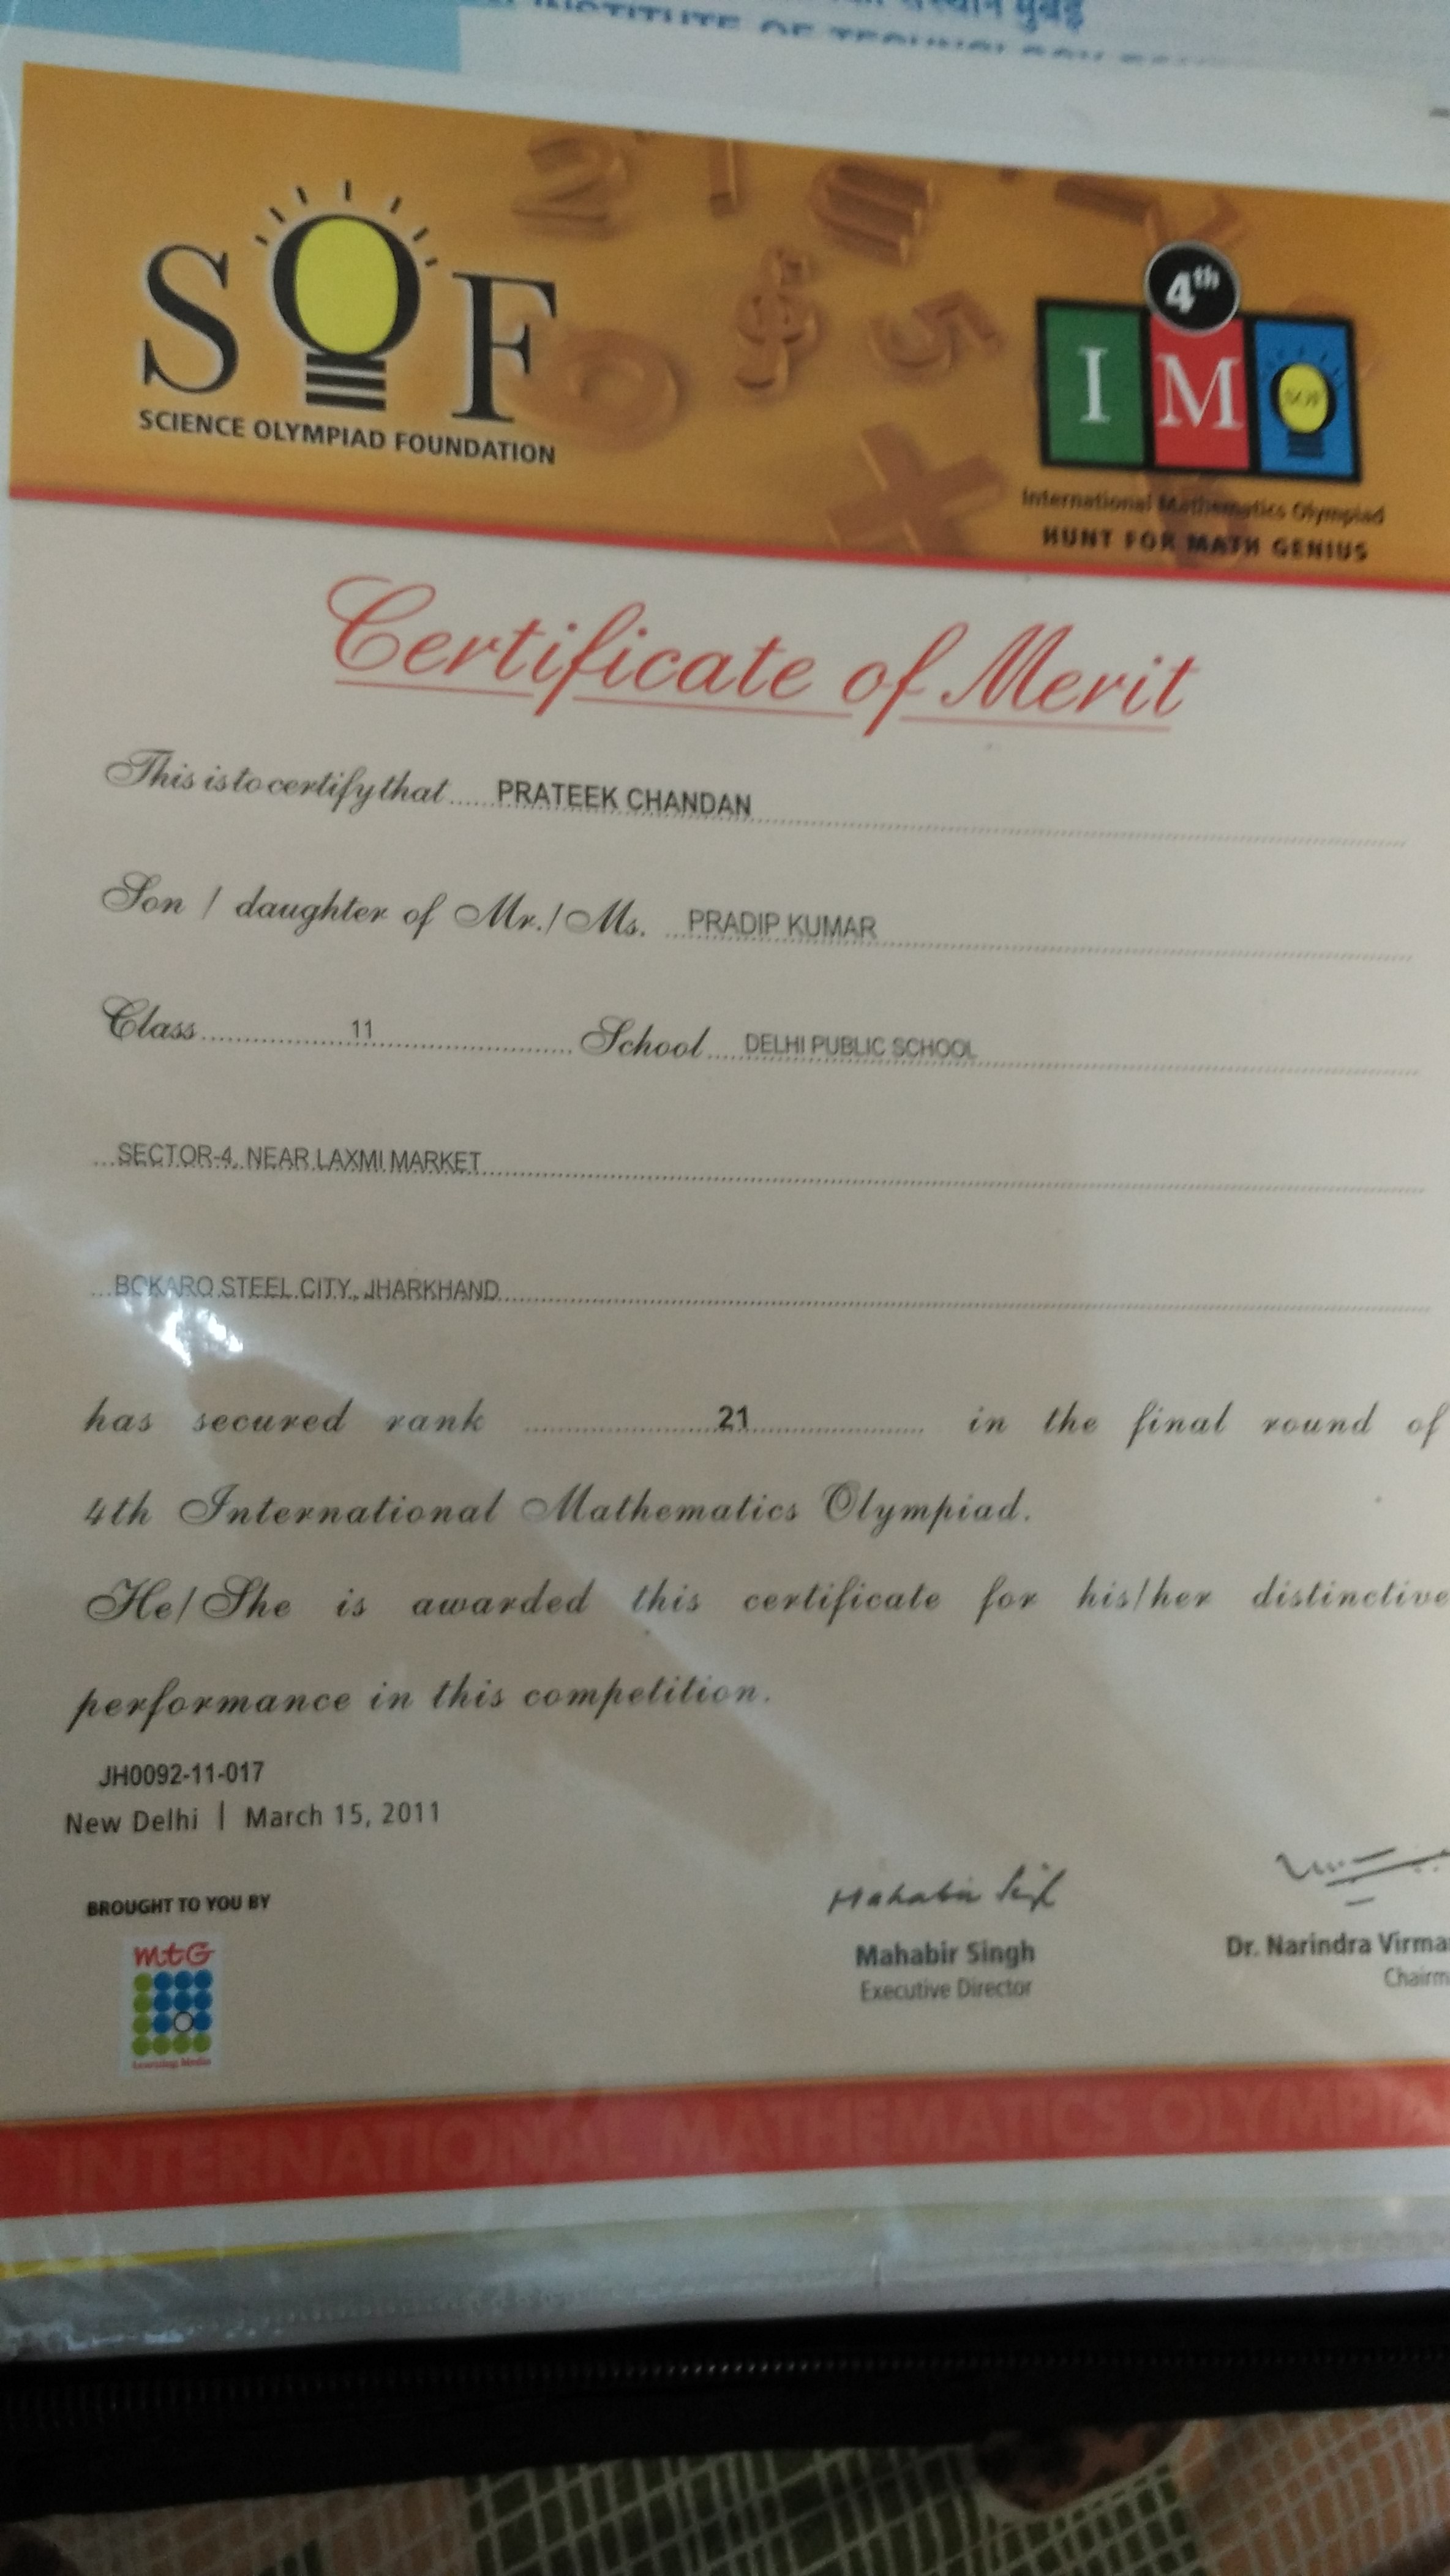 संस्थान मुंबई
INSTITUTE OF TECHNOLOGY
SOF
SCIENCE OLYMPIAD FOUNDATION
4th
IMO
SOF
International Mathematics Olympiad
HUNT FOR MATH GENIUS
Certificate of Merit
This is to certify that PRATEEK CHANDAN
Son / daughter of Mr./Ms. PRADIP KUMAR
Class 11 School DELHI PUBLIC SCHOOL
SECTOR-4, NEAR LAXMI MARKET
BOKARO STEEL CITY, JHARKHAND
has secured rank 21 in the final round of
4th International Mathematics Olympiad.
He/She is awarded this certificate for his/her distinctive
performance in this competition.
JH0092-11-017
New Delhi | March 15, 2011
BROUGHT TO YOU BY
mtG
Learning Media
Mahabir Singh
Mahabir Singh
Executive Director
Dr. Narindra Virma
Chairm
INTERNATIONAL MATHEMATICS OLYMPIA